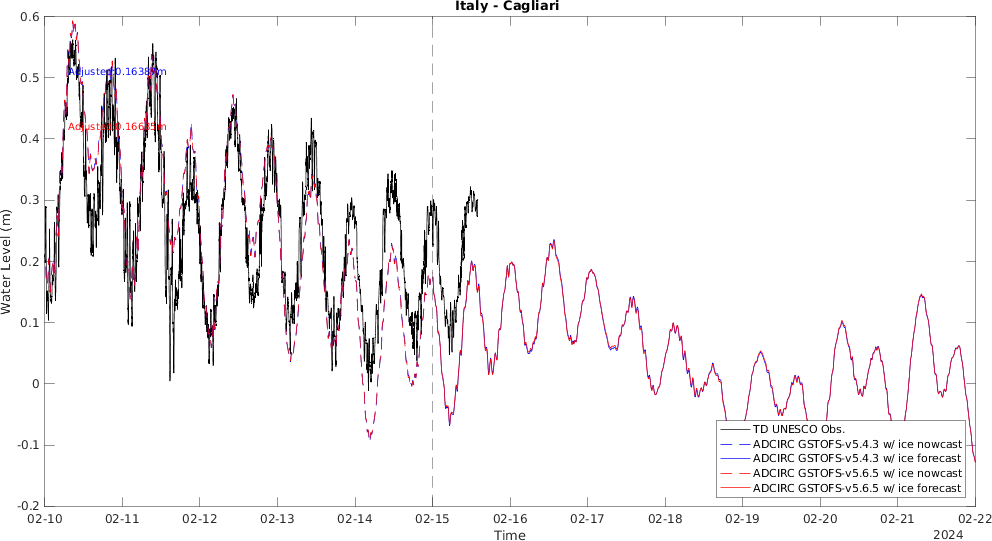 Italy - Cagliari
Water Level (m)
0.6
0.5
0.4
0.3
0.2
0.1
0
-0.1
-0.2
TD UNESCO Obs.
ADCIRC GSTOFS-v5.4.3 w/ ice nowcast
ADCIRC GSTOFS-v5.4.3 w/ ice forecast
ADCIRC GSTOFS-v5.6.5 w/ ice nowcast
ADCIRC GSTOFS-v5.6.5 w/ ice forecast
02-10 02-11 02-12 02-13 02-14 02-15 02-16 02-17 02-18 02-19 02-20 02-21 02-22
Time
2024